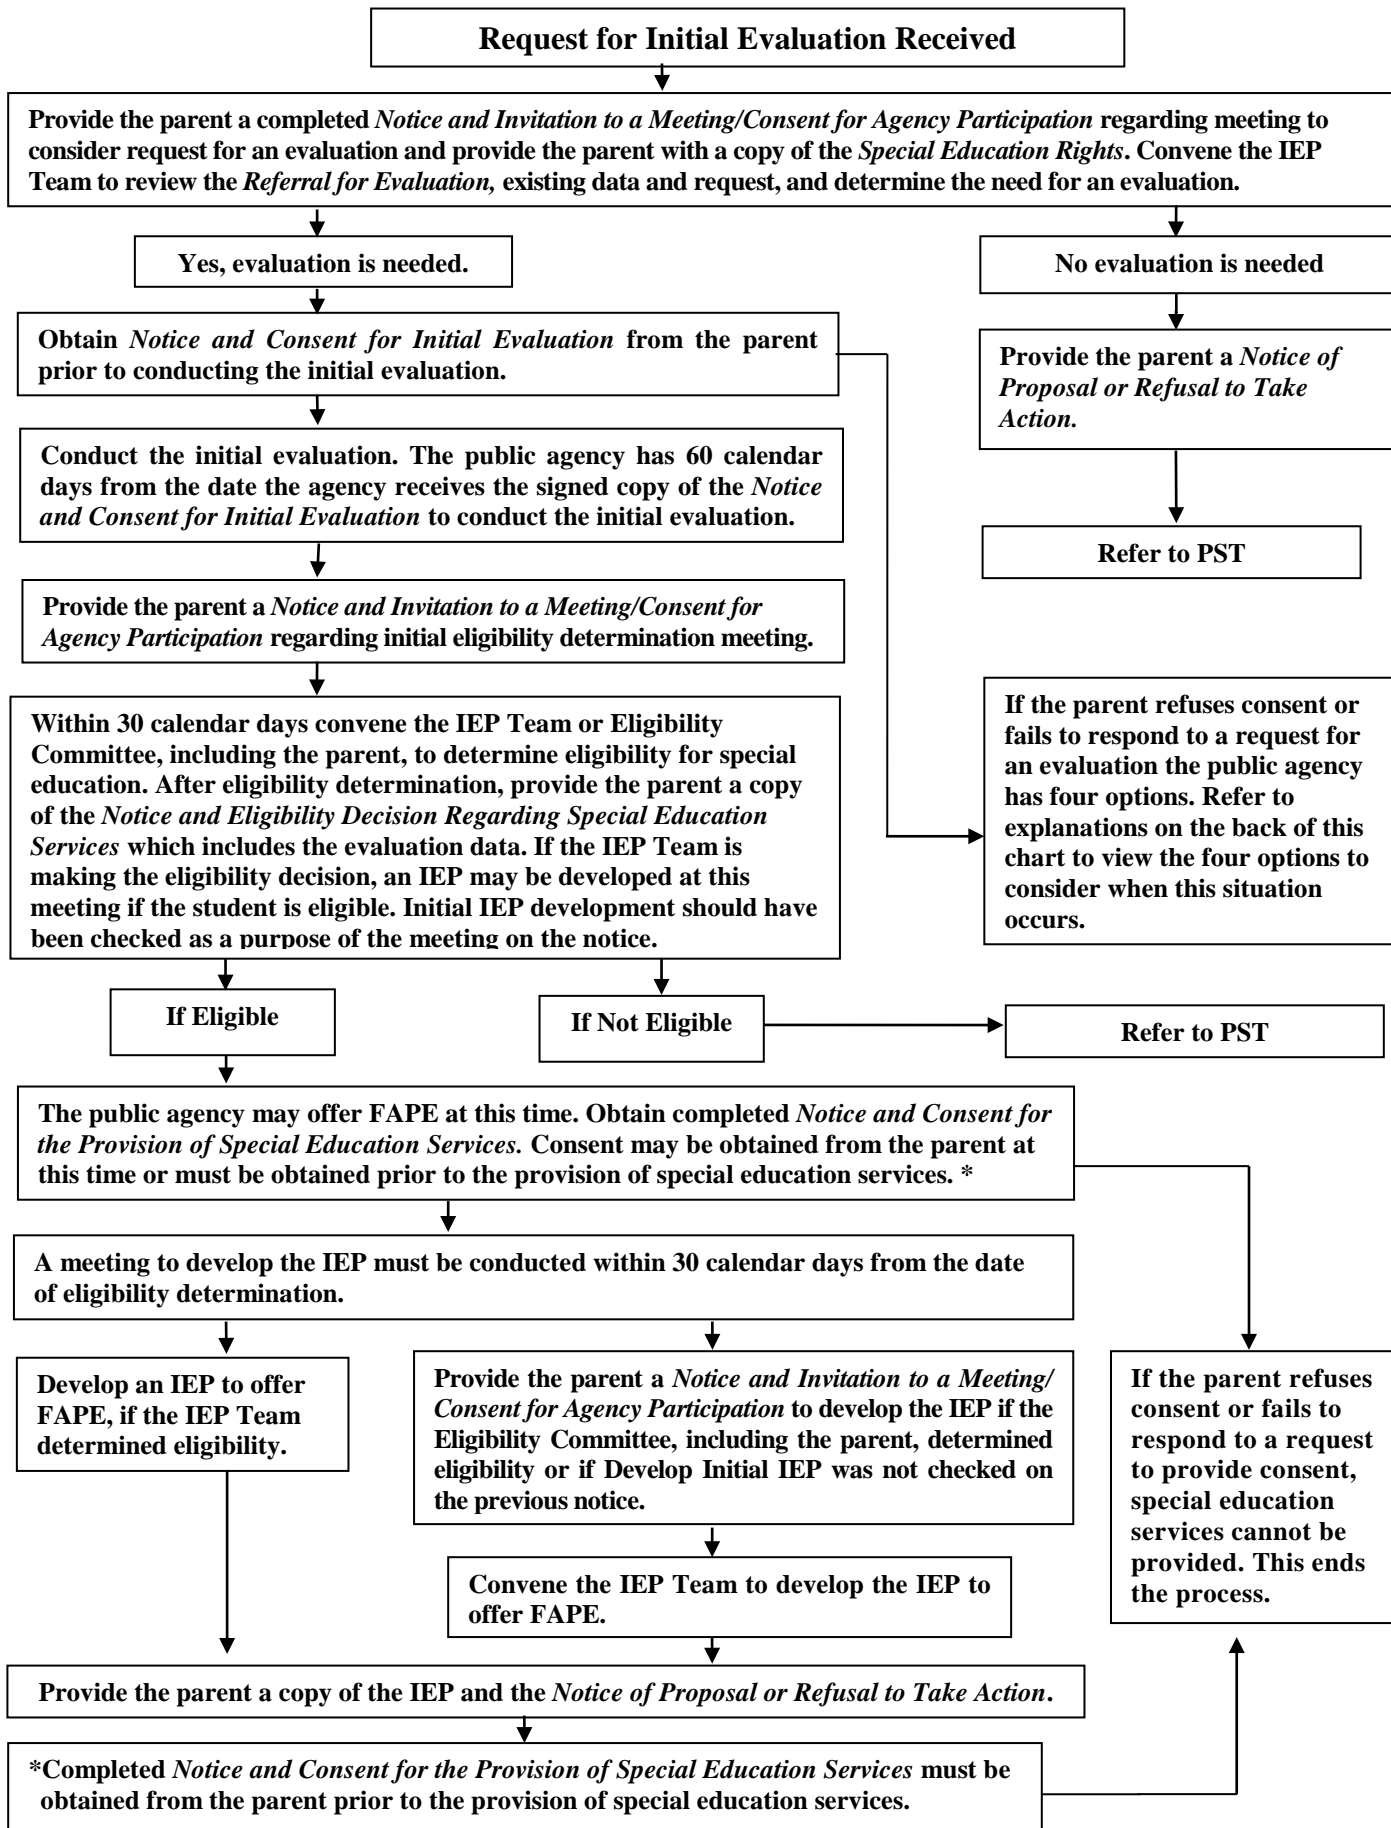 Request for Initial Evaluation Received
Provide the parent a completed Notice and Invitation to a Meeting/Consent for Agency Participation regarding meeting to
consider request for an evaluation and provide the parent with a copy of the Special Education Rights. Convene the IEP
Team to review the Referral for Evaluation, existing data and request, and determine the need for an evaluation.
Yes, evaluation is needed.
No evaluation is needed
Obtain Notice and Consent for Initial Evaluation from the parent
prior to conducting the initial evaluation.
Provide the parent a Notice of
Proposal or Refusal to Take
Action.
Conduct the initial evaluation. The public agency has 60 calendar
days from the date the agency receives the signed copy of the Notice
and Consent for Initial Evaluation to conduct the initial evaluation.
Refer to PST
Provide the parent a Notice and Invitation to a Meeting/Consent for
Agency Participation regarding initial eligibility determination meeting.
Within 30 calendar days convene the IEP Team or Eligibility
Committee, including the parent, to determine eligibility for special
education. After eligibility determination, provide the parent a copy
of the Notice and Eligibility Decision Regarding Special Education
Services which includes the evaluation data. If the IEP Team is
making the eligibility decision, an IEP may be developed at this
meeting if the student is eligible. Initial IEP development should have
been checked as a purpose of the meeting on the notice.
If the parent refuses consent or
fails to respond to a request for
an evaluation the public agency
has four options. Refer to
explanations on the back of this
chart to view the four options to
consider when this situation
occurs.
If Eligible
If Not Eligible
Refer to PST
The public agency may offer FAPE at this time. Obtain completed Notice and Consent for
the Provision of Special Education Services. Consent may be obtained from the parent at
this time or must be obtained prior to the provision of special education services. *
A meeting to develop the IEP must be conducted within 30 calendar days from the date
of eligibility determination.
Develop an IEP to offer
FAPE, if the IEP Team
determined eligibility.
Provide the parent a Notice and Invitation to a Meeting/
Consent for Agency Participation to develop the IEP if the
Eligibility Committee, including the parent, determined
eligibility or if Develop Initial IEP was not checked on
the previous notice.
If the parent refuses
consent or fails to
respond to a request
to provide consent,
special education
services cannot be
provided. This ends
the process.
Convene the IEP Team to develop the IEP to
offer FAPE.
Provide the parent a copy of the IEP and the Notice of Proposal or Refusal to Take Action.
*Completed Notice and Consent for the Provision of Special Education Services must be
obtained from the parent prior to the provision of special education services.